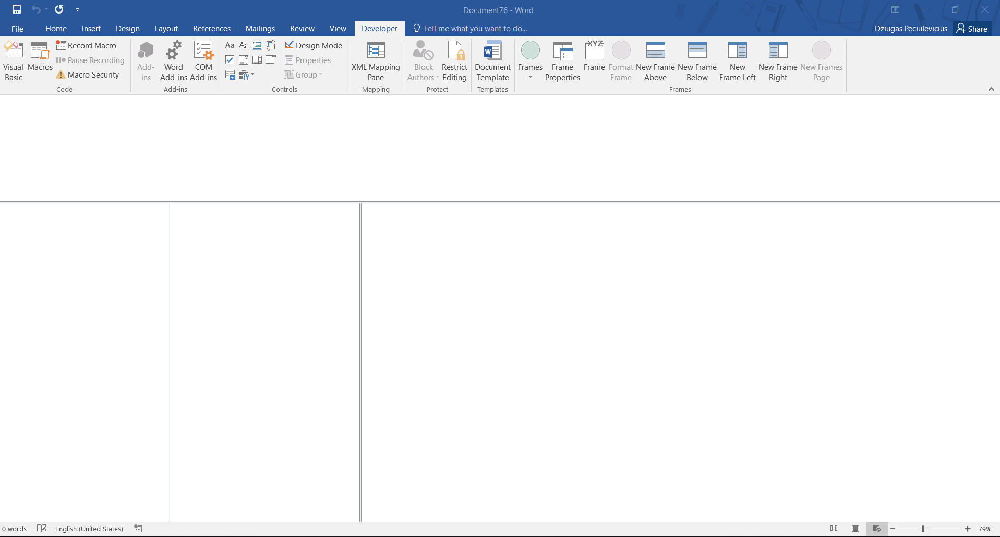 Document76 - Word
File Home Insert Design Layout References Mailings Review View Developer Tell me what you want to do... Dziugas Peciulevicius Share
Visual Basic
Macros
Record Macro
Pause Recording
Macro Security
Code
Add-ins
Word Add-ins
COM Add-ins
Add-ins
Aa Aa
Design Mode
Properties
Group
Controls
XML Mapping Pane
Mapping
Block Authors
Restrict Editing
Protect
W
Document Template
Templates
Frames
Frame Properties
XYZ
Frame
Format Frame
New Frame Above
New Frame Below
New Frame Left
New Frame Right
New Frames Page
Frames
0 words English (United States) 79%